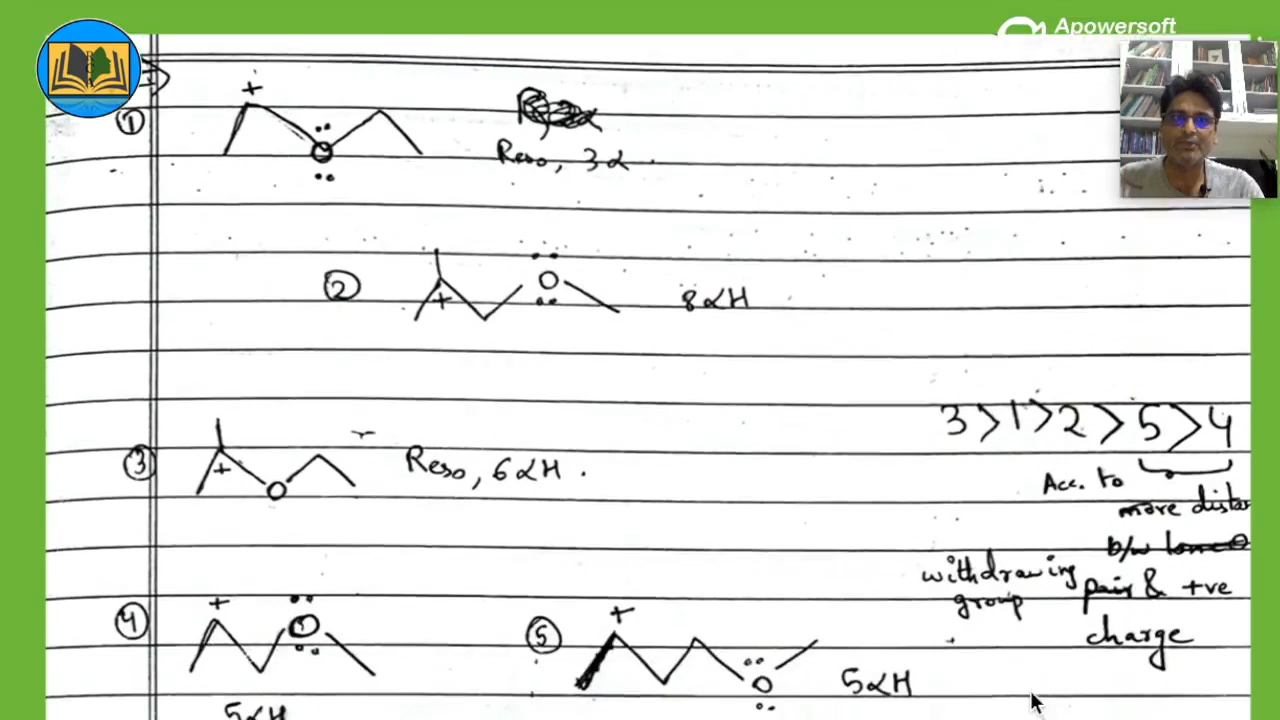 Apowersoft
①
+
O
Reso, 3α
②
+
O
8αH
3>1>2>5>4
③
+
O
Reso, 6αH.
Acc. to
more
b/w
withdrawing
group
pair & +ve
charge
④
+
O
5αH
⑤
+
O
5αH